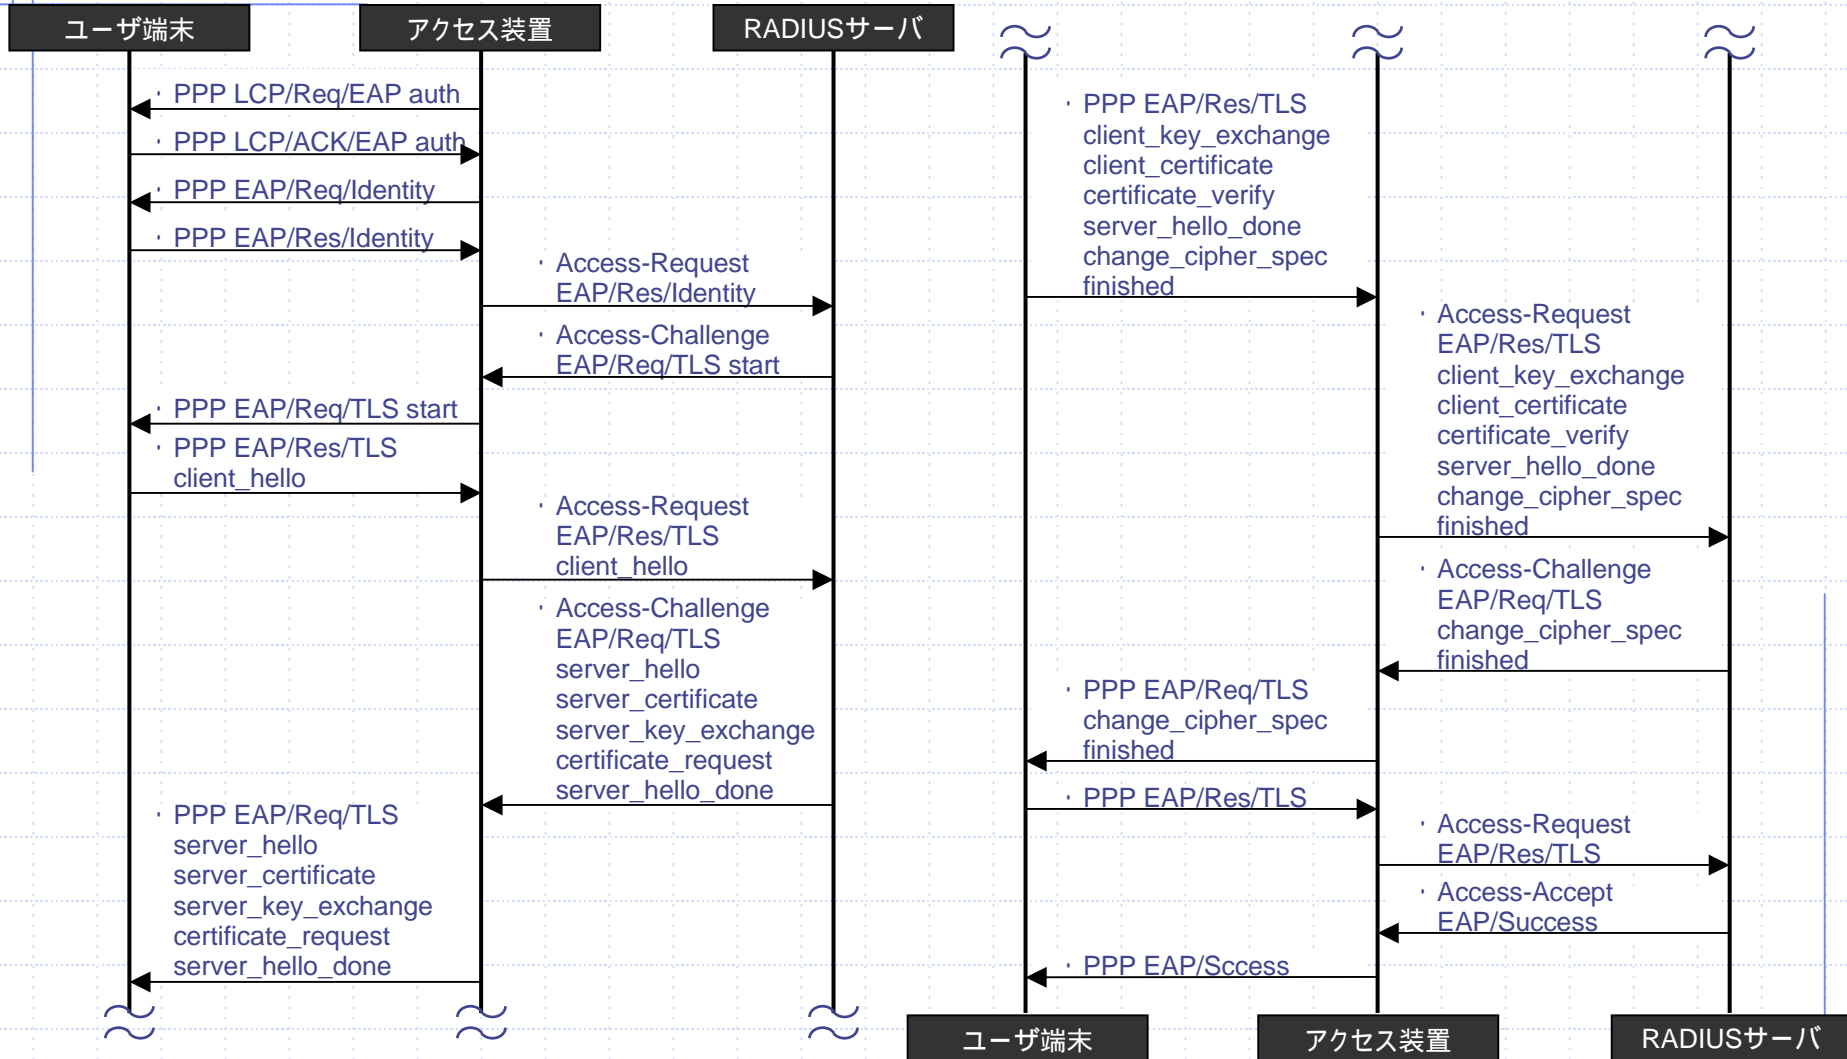 ユーザ端末
アクセス装置
RADIUSサーバ
・PPP LCP/Req/EAP auth
・PPP LCP/ACK/EAP auth
・PPP EAP/Req/Identity
・PPP EAP/Res/Identity
・Access-Request
EAP/Res/Identity
・Access-Challenge
EAP/Req/TLS start
・PPP EAP/Req/TLS start
・PPP EAP/Res/TLS
client_hello
・Access-Request
EAP/Res/TLS
client_hello
・Access-Challenge
EAP/Req/TLS
server_hello
server_certificate
server_key_exchange
certificate_request
server_hello_done
・PPP EAP/Req/TLS
server_hello
server_certificate
server_key_exchange
certificate_request
server_hello_done
・PPP EAP/Res/TLS
client_key_exchange
client_certificate
certificate_verify
server_hello_done
change_cipher_spec
finished
・Access-Request
EAP/Res/TLS
client_key_exchange
client_certificate
certificate_verify
server_hello_done
change_cipher_spec
finished
・Access-Challenge
EAP/Req/TLS
change_cipher_spec
finished
・PPP EAP/Req/TLS
change_cipher_spec
finished
・PPP EAP/Res/TLS
・Access-Request
EAP/Res/TLS
・Access-Accept
EAP/Success
・PPP EAP/Sccess
ユーザ端末
アクセス装置
RADIUSサーバ